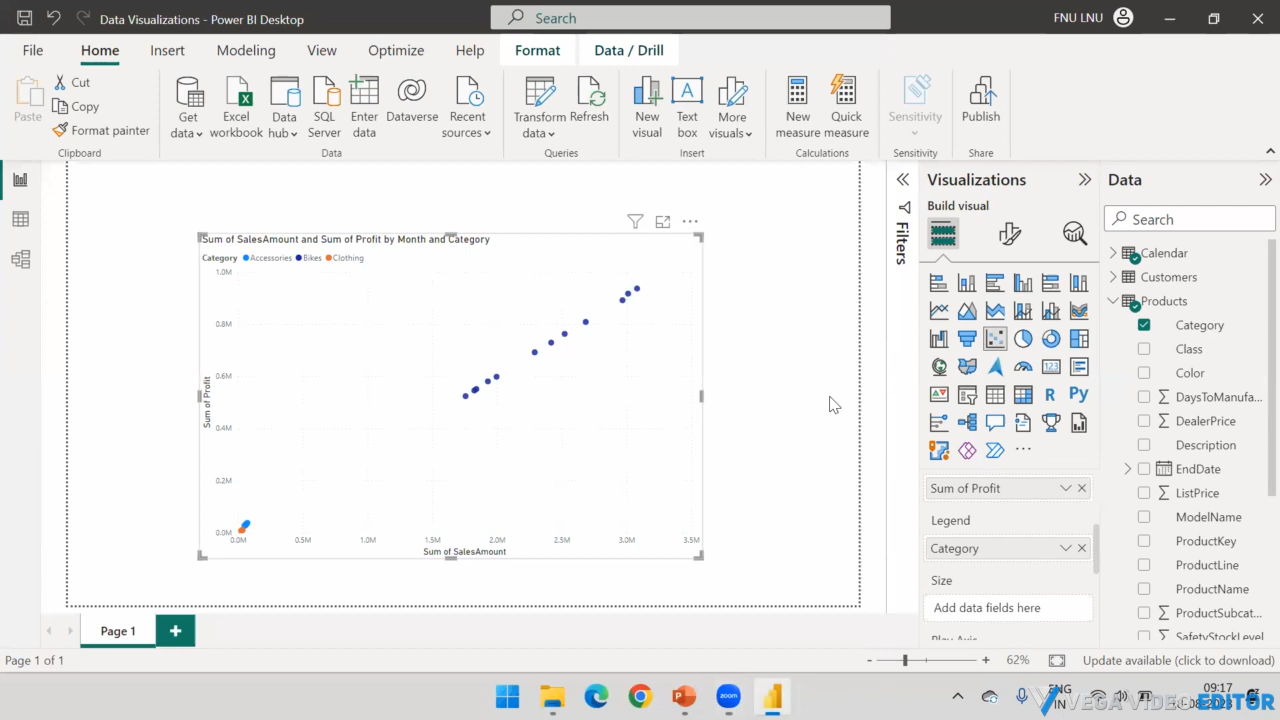 Data Visualizations - Power BI Desktop
Search
FNU LNU
File Home Insert Modeling View Optimize Help Format Data / Drill
Paste
Cut
Copy
Format painter
Clipboard
Get data
Excel workbook
Data hub
SQL Server
Enter data
Dataverse
Recent sources
Data
Transform data
Refresh
Queries
New visual
Text box
More visuals
Insert
New measure
Quick measure
Calculations
Sensitivity
Sensitivity
Publish
Share
Sum of SalesAmount and Sum of Profit by Month and Category
Category Accessories Bikes Clothing
1.0M
0.8M
0.6M
0.4M
0.2M
0.0M
Sum of Profit
0.0M 0.5M 1.0M 1.5M 2.0M 2.5M 3.0M 3.5M
Sum of SalesAmount
Filters
Visualizations
Build visual
123
R
Py
Sum of Profit
Legend
Category
Size
Add data fields here
Play Axis
Data
Search
Calendar
Customers
Products
Category
Class
Color
DaysToManufa...
DealerPrice
Description
EndDate
ListPrice
ModelName
ProductKey
ProductLine
ProductName
ProductSubcat...
SafetyStockLevel
Page 1
Page 1 of 1
- + 62%
Update available (click to download)
zoom
ENG
IN
09:17
VEGA VIDEO EDITOR